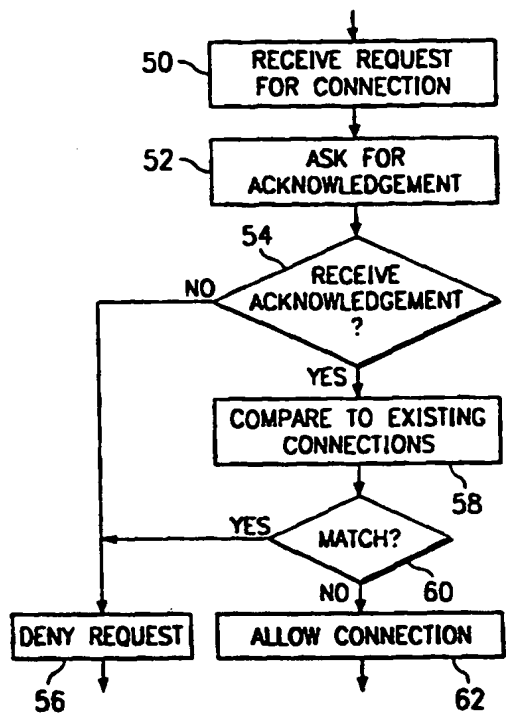 50
RECEIVE REQUEST
FOR CONNECTION
52
ASK FOR
ACKNOWLEDGEMENT
54
RECEIVE
ACKNOWLEDGEMENT
?
NO
YES
COMPARE TO EXISTING
CONNECTIONS
58
MATCH?
YES
60
NO
DENY REQUEST
56
ALLOW CONNECTION
62